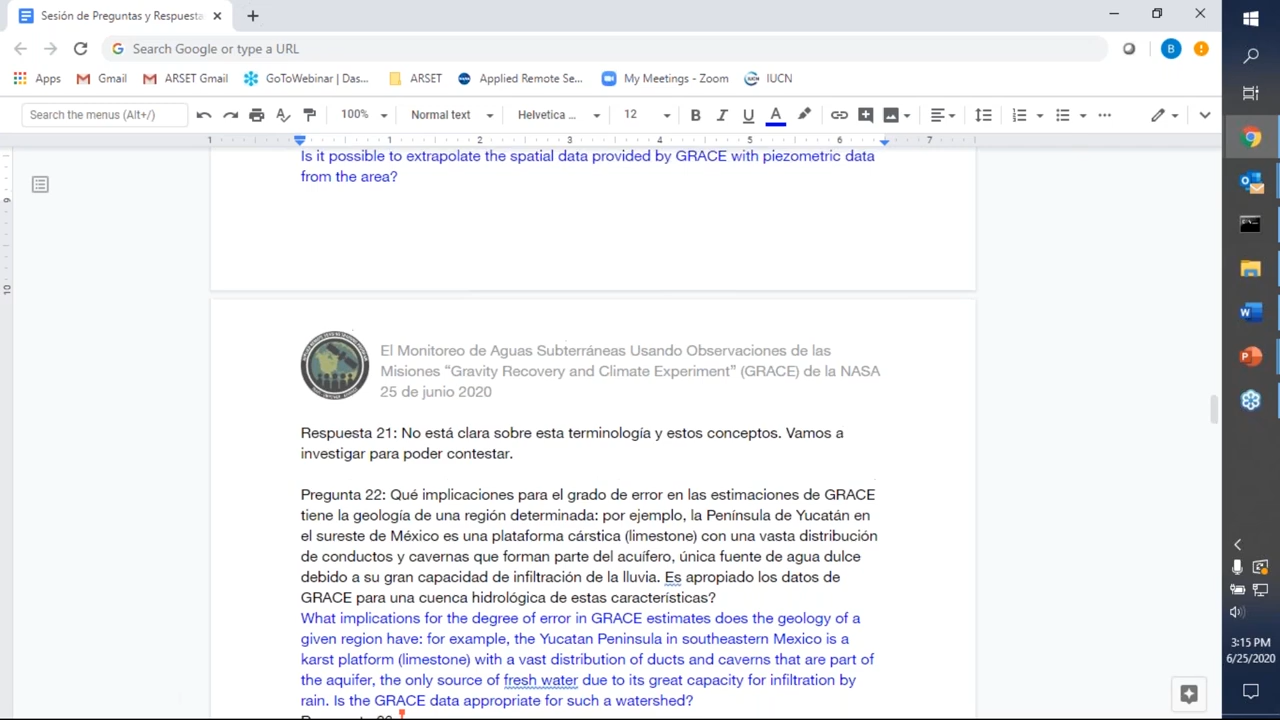 Sesión de Preguntas y Respuesta
Search Google or type a URL
B
Apps
Gmail
ARSET Gmail
GoToWebinar | Das...
ARSET
Applied Remote Se...
My Meetings - Zoom
IUCN
Search the menus (Alt+/)
100%
Normal text
Helvetica ...
12
B I U A
1 1 2 3 4 5 6 7
9
10
Is it possible to extrapolate the spatial data provided by GRACE with piezometric data
from the area?
El Monitoreo de Aguas Subterráneas Usando Observaciones de las
Misiones “Gravity Recovery and Climate Experiment” (GRACE) de la NASA
25 de junio 2020
Respuesta 21: No está clara sobre esta terminología y estos conceptos. Vamos a
investigar para poder contestar.
Pregunta 22: Qué implicaciones para el grado de error en las estimaciones de GRACE
tiene la geología de una región determinada: por ejemplo, la Península de Yucatán en
el sureste de México es una plataforma cárstica (limestone) con una vasta distribución
de conductos y cavernas que forman parte del acuífero, única fuente de agua dulce
debido a su gran capacidad de infiltración de la lluvia. Es apropiado los datos de
GRACE para una cuenca hidrológica de estas características?
What implications for the degree of error in GRACE estimates does the geology of a
given region have: for example, the Yucatan Peninsula in southeastern Mexico is a
karst platform (limestone) with a vast distribution of ducts and caverns that are part of
the aquifer, the only source of fresh water due to its great capacity for infiltration by
rain. Is the GRACE data appropriate for such a watershed?
3:15 PM
6/25/2020